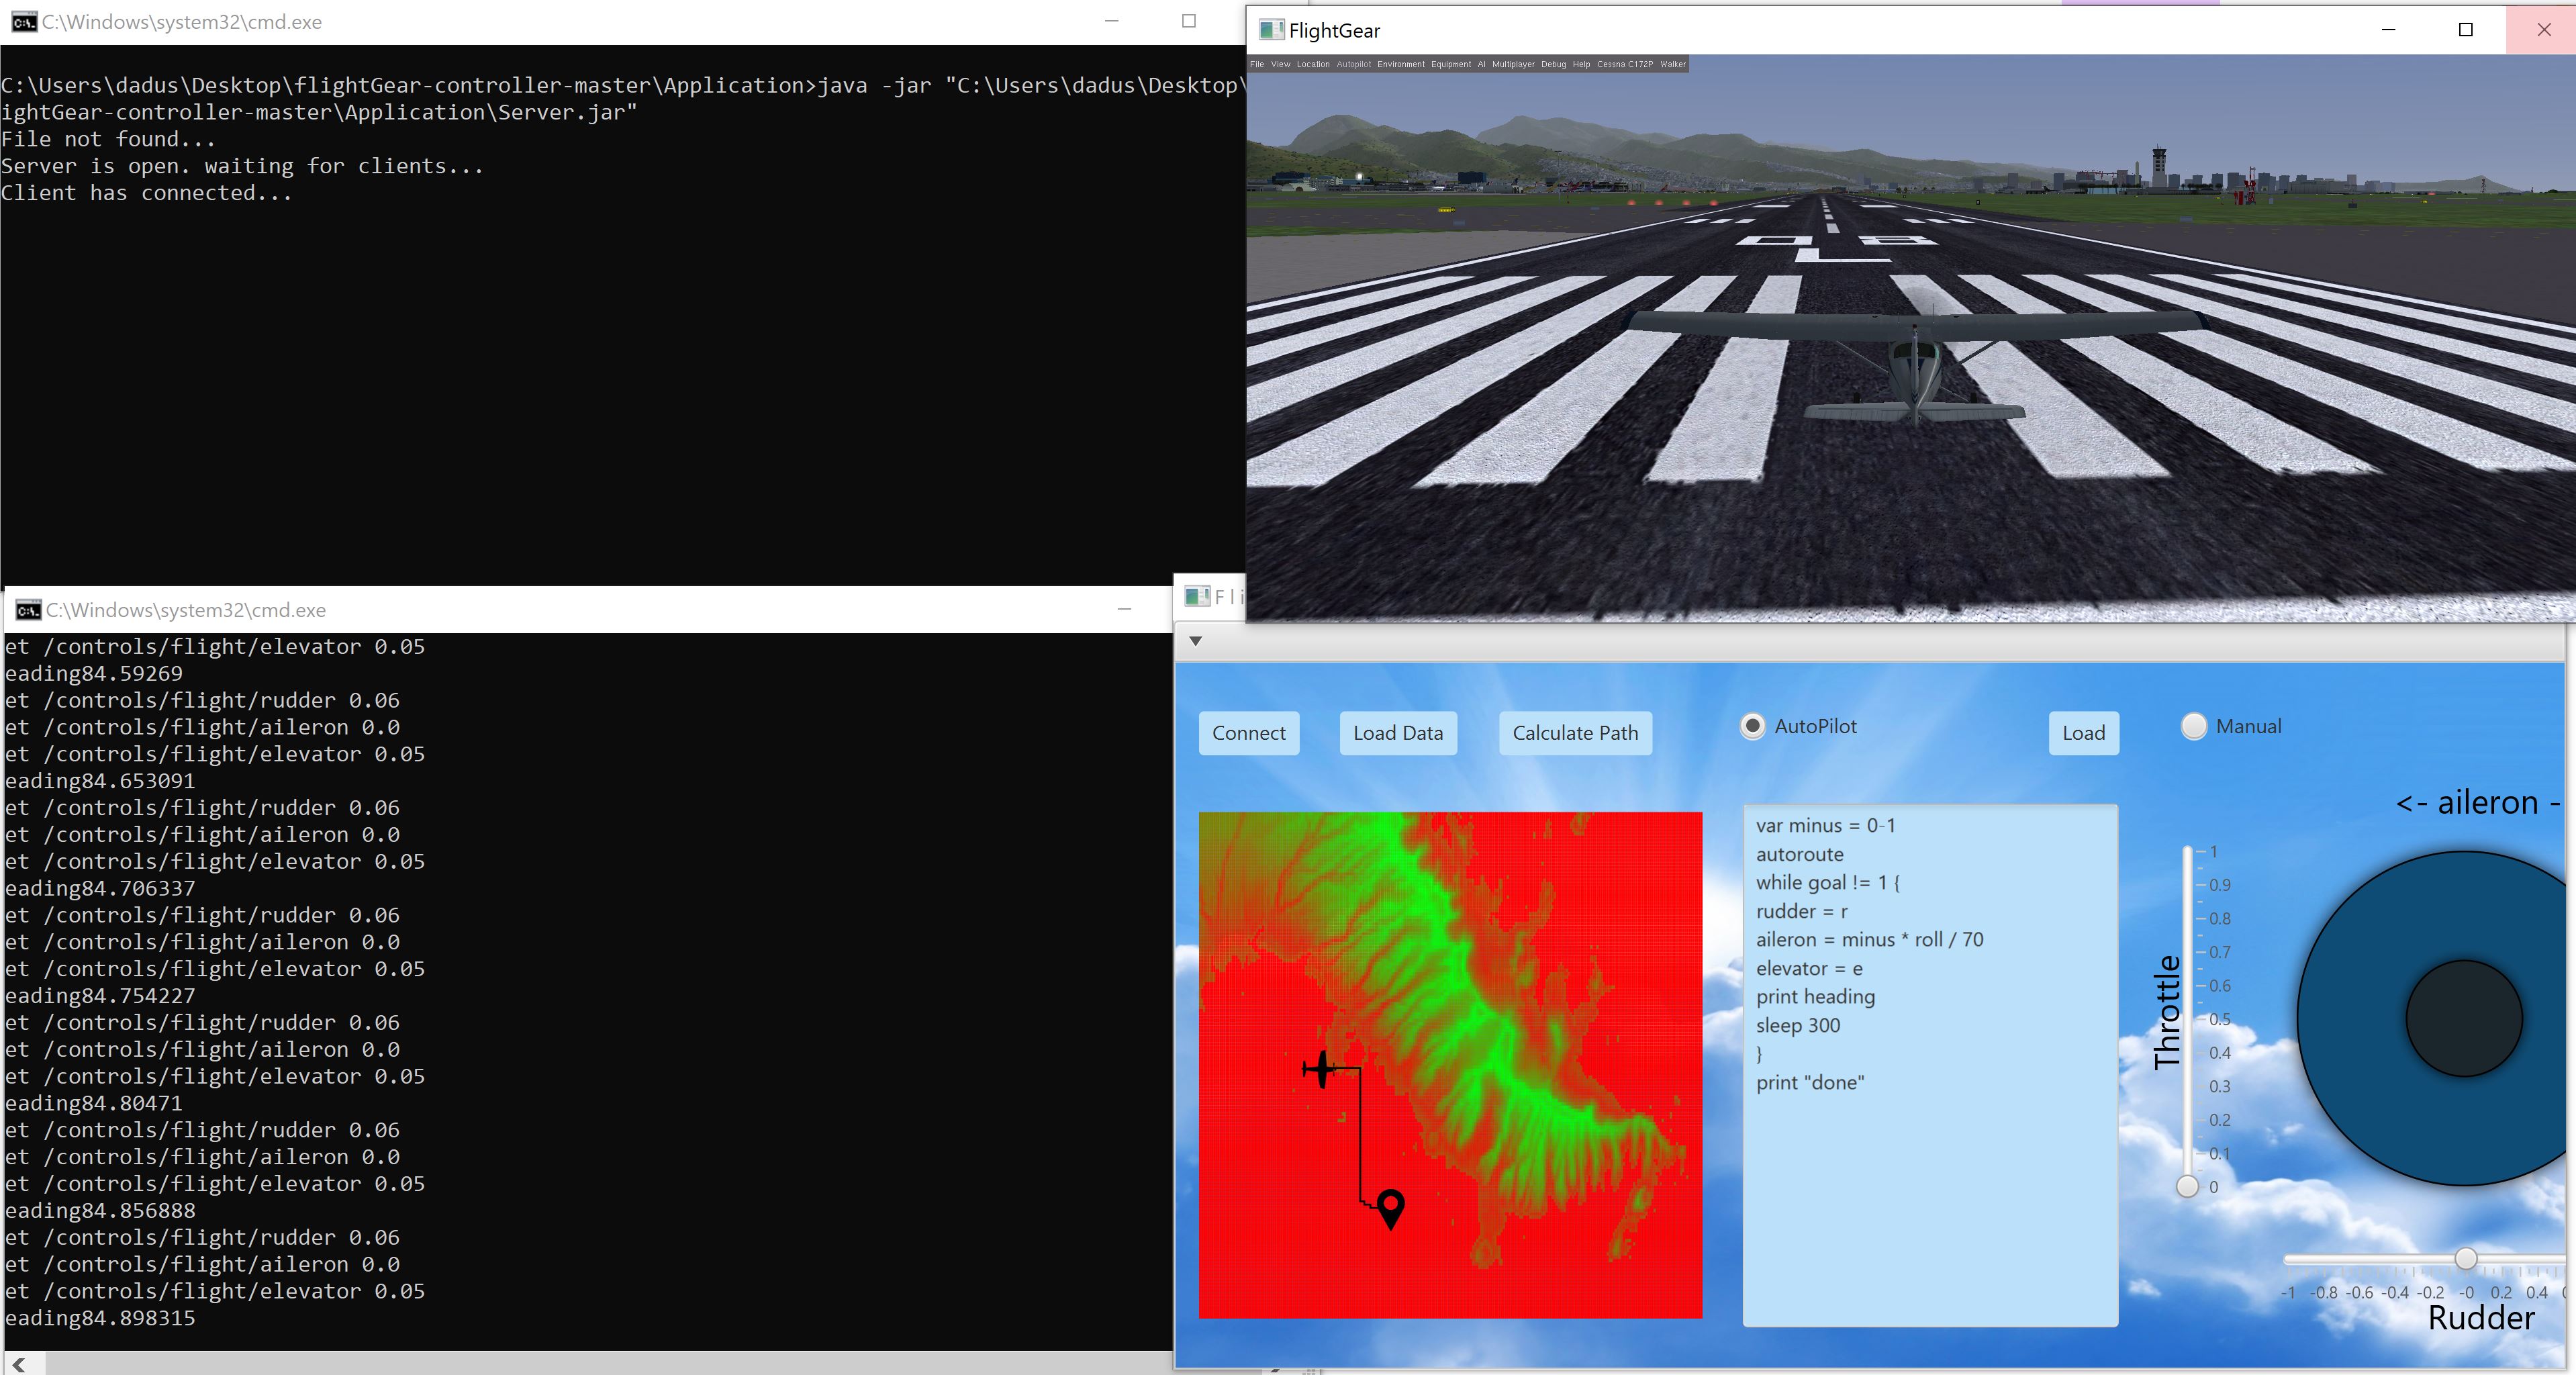 C:\Windows\system32\cmd.exe
C:\Users\dadus\Desktop\flightGear-controller-master\Application>java -jar "C:\Users\dadus\Desktop\
ightGear-controller-master\Application\Server.jar"
File not found...
Server is open. waiting for clients...
Client has connected...
FlightGear
File View Location Autopilot Environment Equipment AI Multiplayer Debug Help Cessna C172P Walker
C:\Windows\system32\cmd.exe
et /controls/flight/elevator 0.05
eading84.59269
et /controls/flight/rudder 0.06
et /controls/flight/aileron 0.0
et /controls/flight/elevator 0.05
eading84.653091
et /controls/flight/rudder 0.06
et /controls/flight/aileron 0.0
et /controls/flight/elevator 0.05
eading84.706337
et /controls/flight/rudder 0.06
et /controls/flight/aileron 0.0
et /controls/flight/elevator 0.05
eading84.754227
et /controls/flight/rudder 0.06
et /controls/flight/aileron 0.0
et /controls/flight/elevator 0.05
eading84.80471
et /controls/flight/rudder 0.06
et /controls/flight/aileron 0.0
et /controls/flight/elevator 0.05
eading84.856888
et /controls/flight/rudder 0.06
et /controls/flight/aileron 0.0
et /controls/flight/elevator 0.05
eading84.898315
Fli
Connect
Load Data
Calculate Path
AutoPilot
Load
Manual
var minus = 0-1
autoroute
while goal != 1 {
rudder = r
aileron = minus * roll / 70
elevator = e
print heading
sleep 300
}
print "done"
<- aileron -
Throttle
1
0.9
0.8
0.7
0.6
0.5
0.4
0.3
0.2
0.1
0
-1 -0.8 -0.6 -0.4 -0.2 -0 0.2 0.4
Rudder